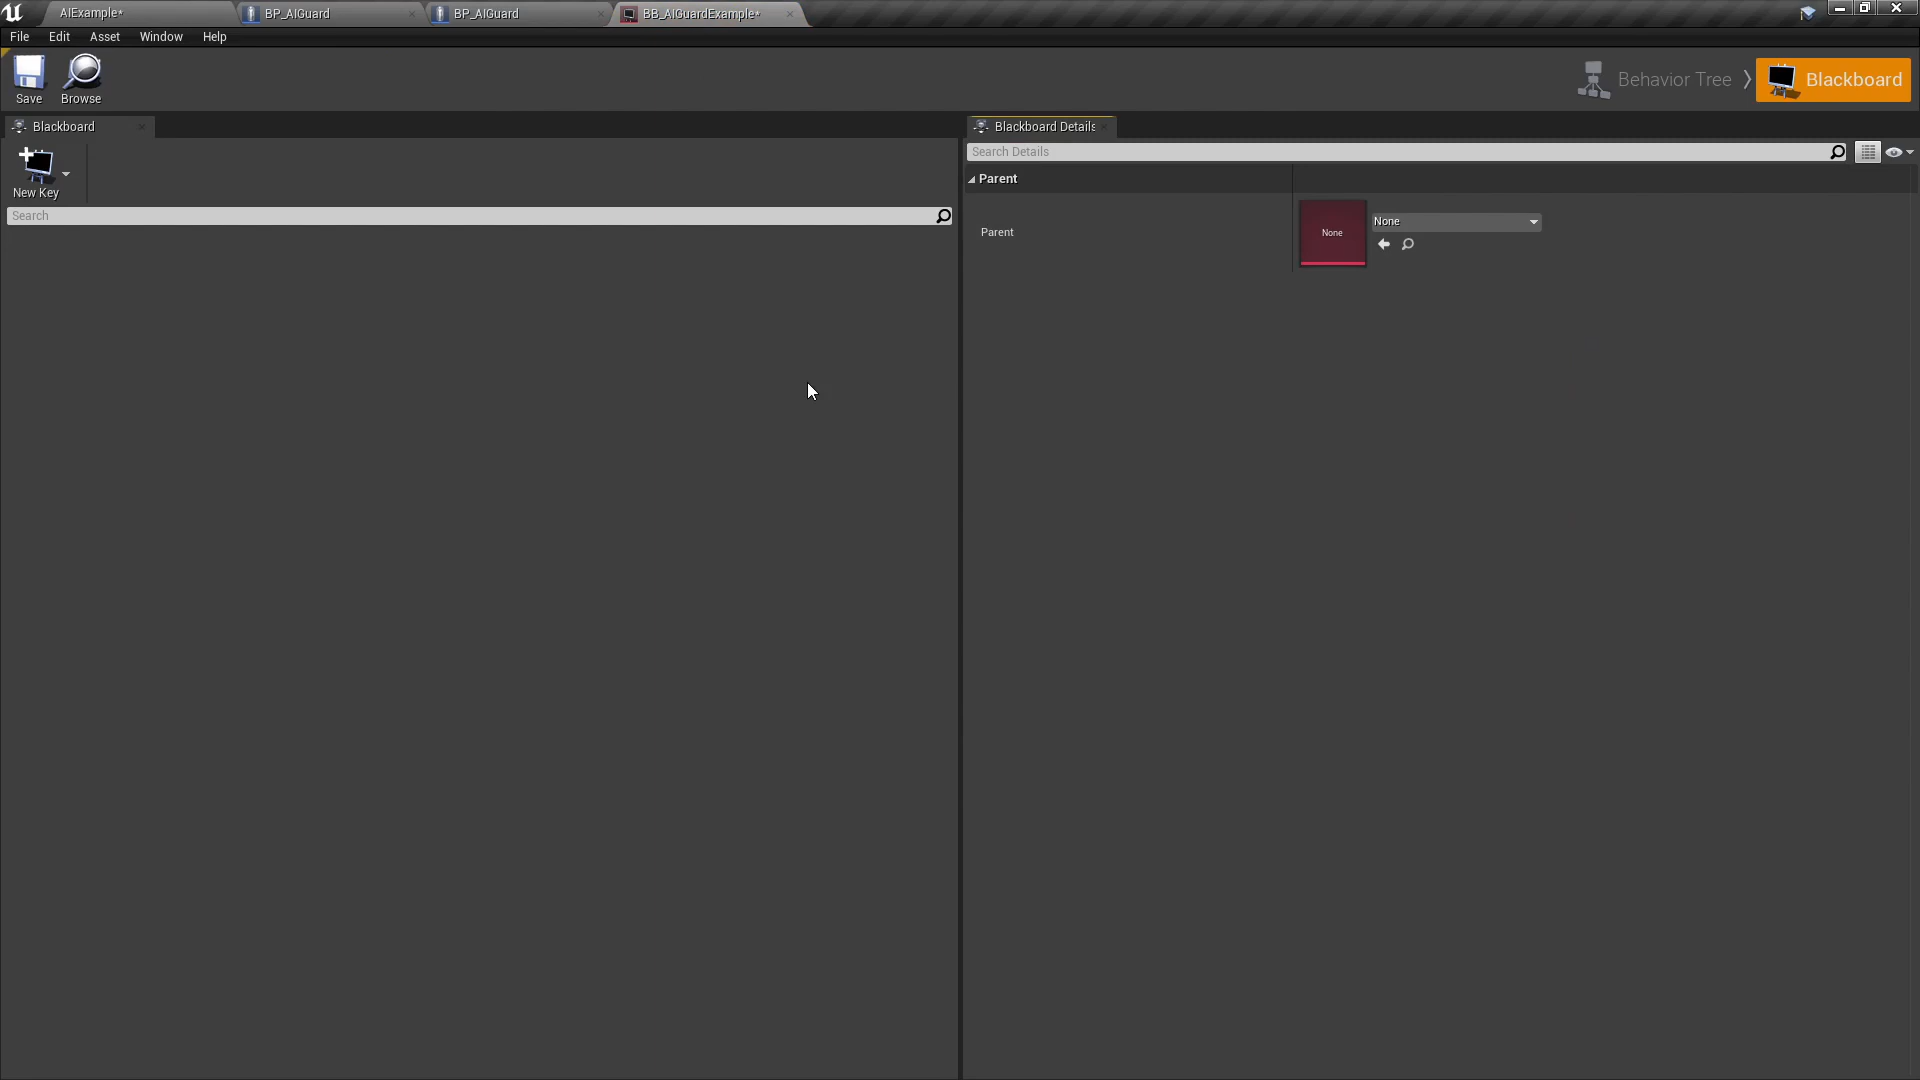 AIExample*
BP_AIGuard
BP_AIGuard
BB_AIGuardExample*
File Edit Asset Window Help
Save
Browse
Behavior Tree
Blackboard
Blackboard
Blackboard Details
New Key
Search
Search Details
Parent
Parent
None
None